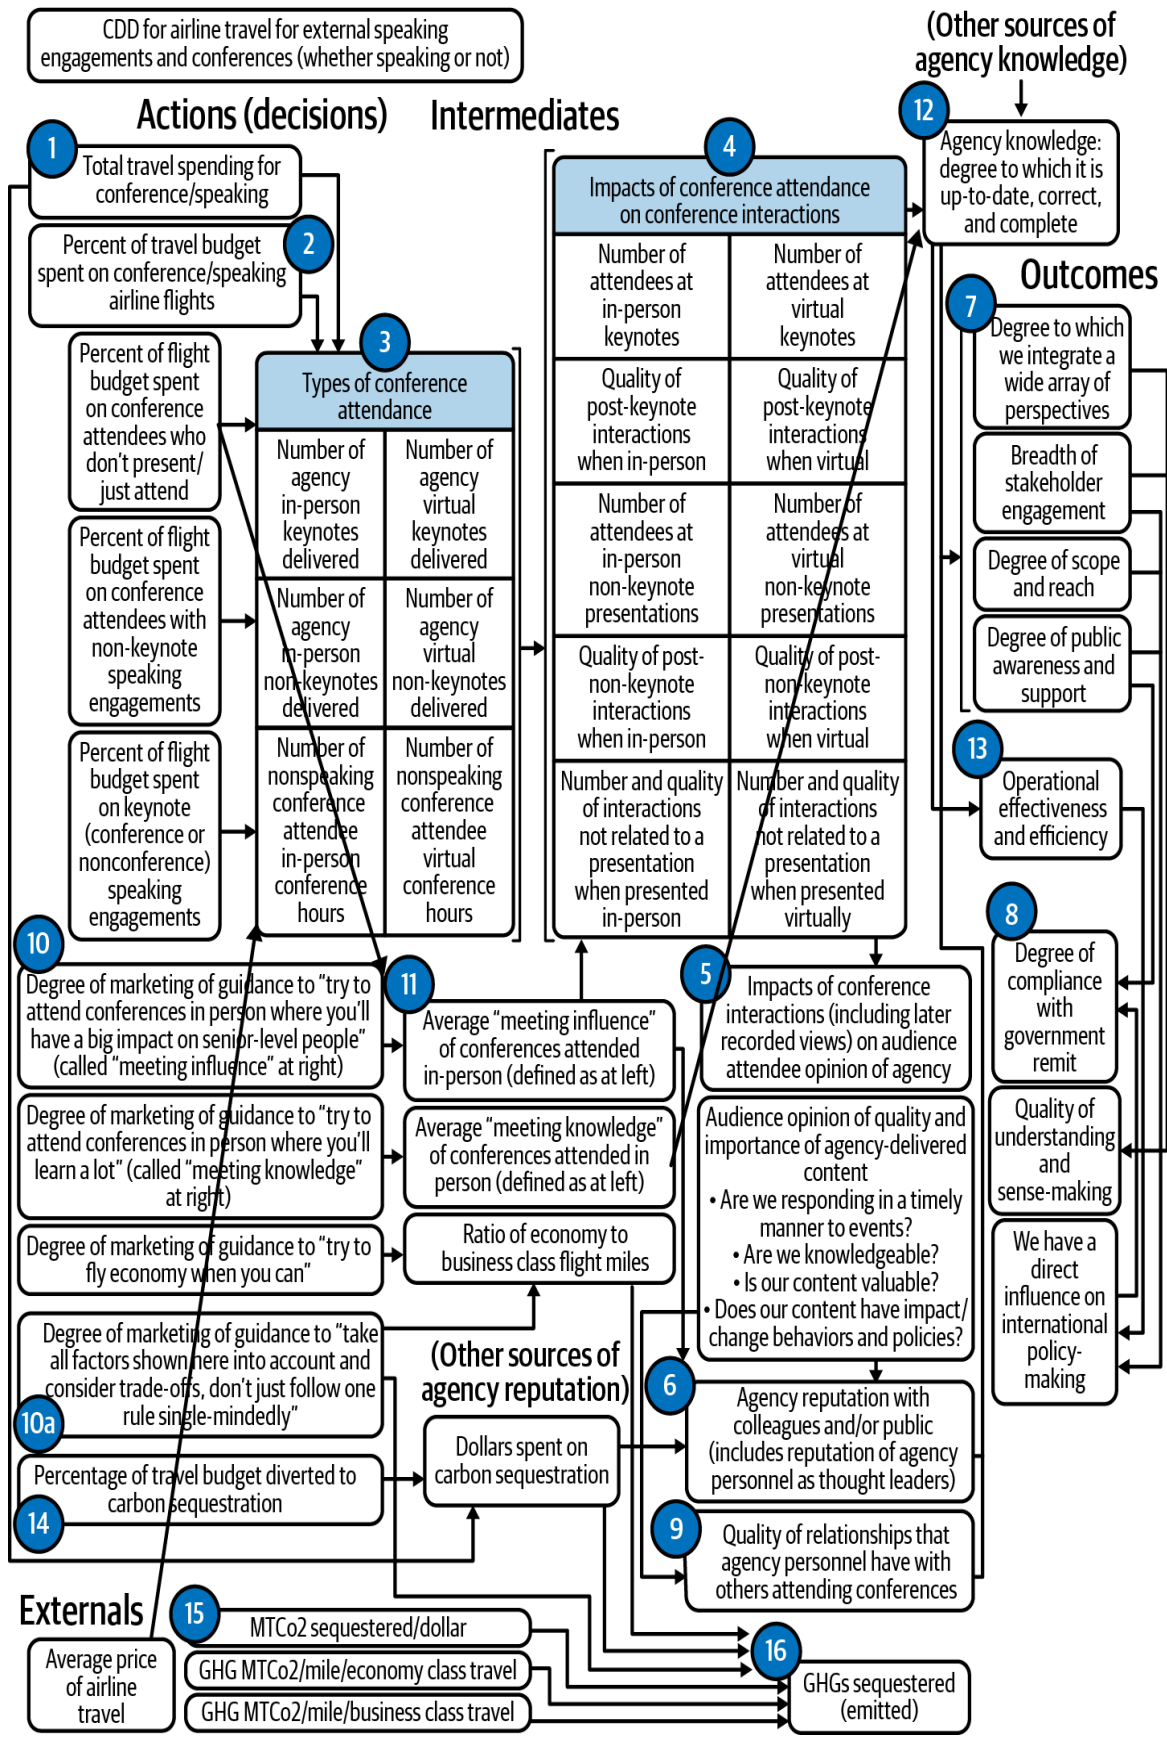 CDD for airline travel for external speaking
engagements and conferences (whether speaking or not)
(Other sources of
agency knowledge)
Actions (decisions)
Intermediates
1
Total travel spending for
conference/speaking
2
Percent of travel budget
spent on conference/speaking
airline flights
Percent of flight
budget spent
on conference
attendees who
don't present/
just attend
Percent of flight
budget spent
on conference
attendees with
non-keynote
speaking
engagements
Percent of flight
budget spent
on keynote
(conference or
nonconference)
speaking
engagements
3
Types of conference
attendance
Number of
agency
in-person
keynotes
delivered
Number of
agency
virtual
keynotes
delivered
Number of
agency
in-person
non-keynotes
delivered
Number of
agency
virtual
non-keynotes
delivered
Number of
nonspeaking
conference
attendee
in-person
conference
hours
Number of
nonspeaking
conference
attendee
virtual
conference
hours
4
Impacts of conference attendance
on conference interactions
Number of
attendees at
in-person
keynotes
Number of
attendees at
virtual
keynotes
Quality of
post-keynote
interactions
when in-person
Quality of
post-keynote
interactions
when virtual
Number of
attendees at
in-person
non-keynote
presentations
Number of
attendees at
virtual
non-keynote
presentations
Quality of post-
non-keynote
interactions
when in-person
Quality of post-
non-keynote
interactions
when virtual
Number and quality
of interactions
not related to a
presentation
when presented
in-person
Number and quality
of interactions
not related to a
presentation
when presented
virtually
12
Agency knowledge:
degree to which it is
up-to-date, correct,
and complete
Outcomes
7
Degree to which
we integrate a
wide array of
perspectives
Breadth of
stakeholder
engagement
Degree of scope
and reach
Degree of public
awareness and
support
13
Operational
effectiveness
and efficiency
8
Degree of
compliance
with
government
remit
Quality of
understanding
and
sense-making
We have a
direct
influence on
international
policy-
making
10
Degree of marketing of guidance to “try to
attend conferences in person where you'll
have a big impact on senior-level people”
(called “meeting influence” at right)
Degree of marketing of guidance to “try to
attend conferences in person where you'll
learn a lot” (called “meeting knowledge”
at right)
Degree of marketing of guidance to “try to
fly economy when you can”
Degree of marketing of guidance to “take
all factors shown here into account and
consider trade-offs, don't just follow one
rule single-mindedly”
10a
Percentage of travel budget diverted to
carbon sequestration
14
11
Average “meeting influence”
of conferences attended
in-person (defined as at left)
Average “meeting knowledge”
of conferences attended in
person (defined as at left)
Ratio of economy to
business class flight miles
(Other sources of
agency reputation)
Dollars spent on
carbon sequestration
5
Impacts of conference
interactions (including later
recorded views) on audience
attendee opinion of agency
Audience opinion of quality and
importance of agency-delivered
content
• Are we responding in a timely
manner to events?
• Are we knowledgeable?
• Is our content valuable?
• Does our content have impact/
change behaviors and policies?
6
Agency reputation with
colleagues and/or public
(includes reputation of agency
personnel as thought leaders)
9
Quality of relationships that
agency personnel have with
others attending conferences
Externals
Average price
of airline
travel
15
MTCo2 sequestered/dollar
GHG MTCo2/mile/economy class travel
GHG MTCo2/mile/business class travel
16
GHGs sequestered
(emitted)